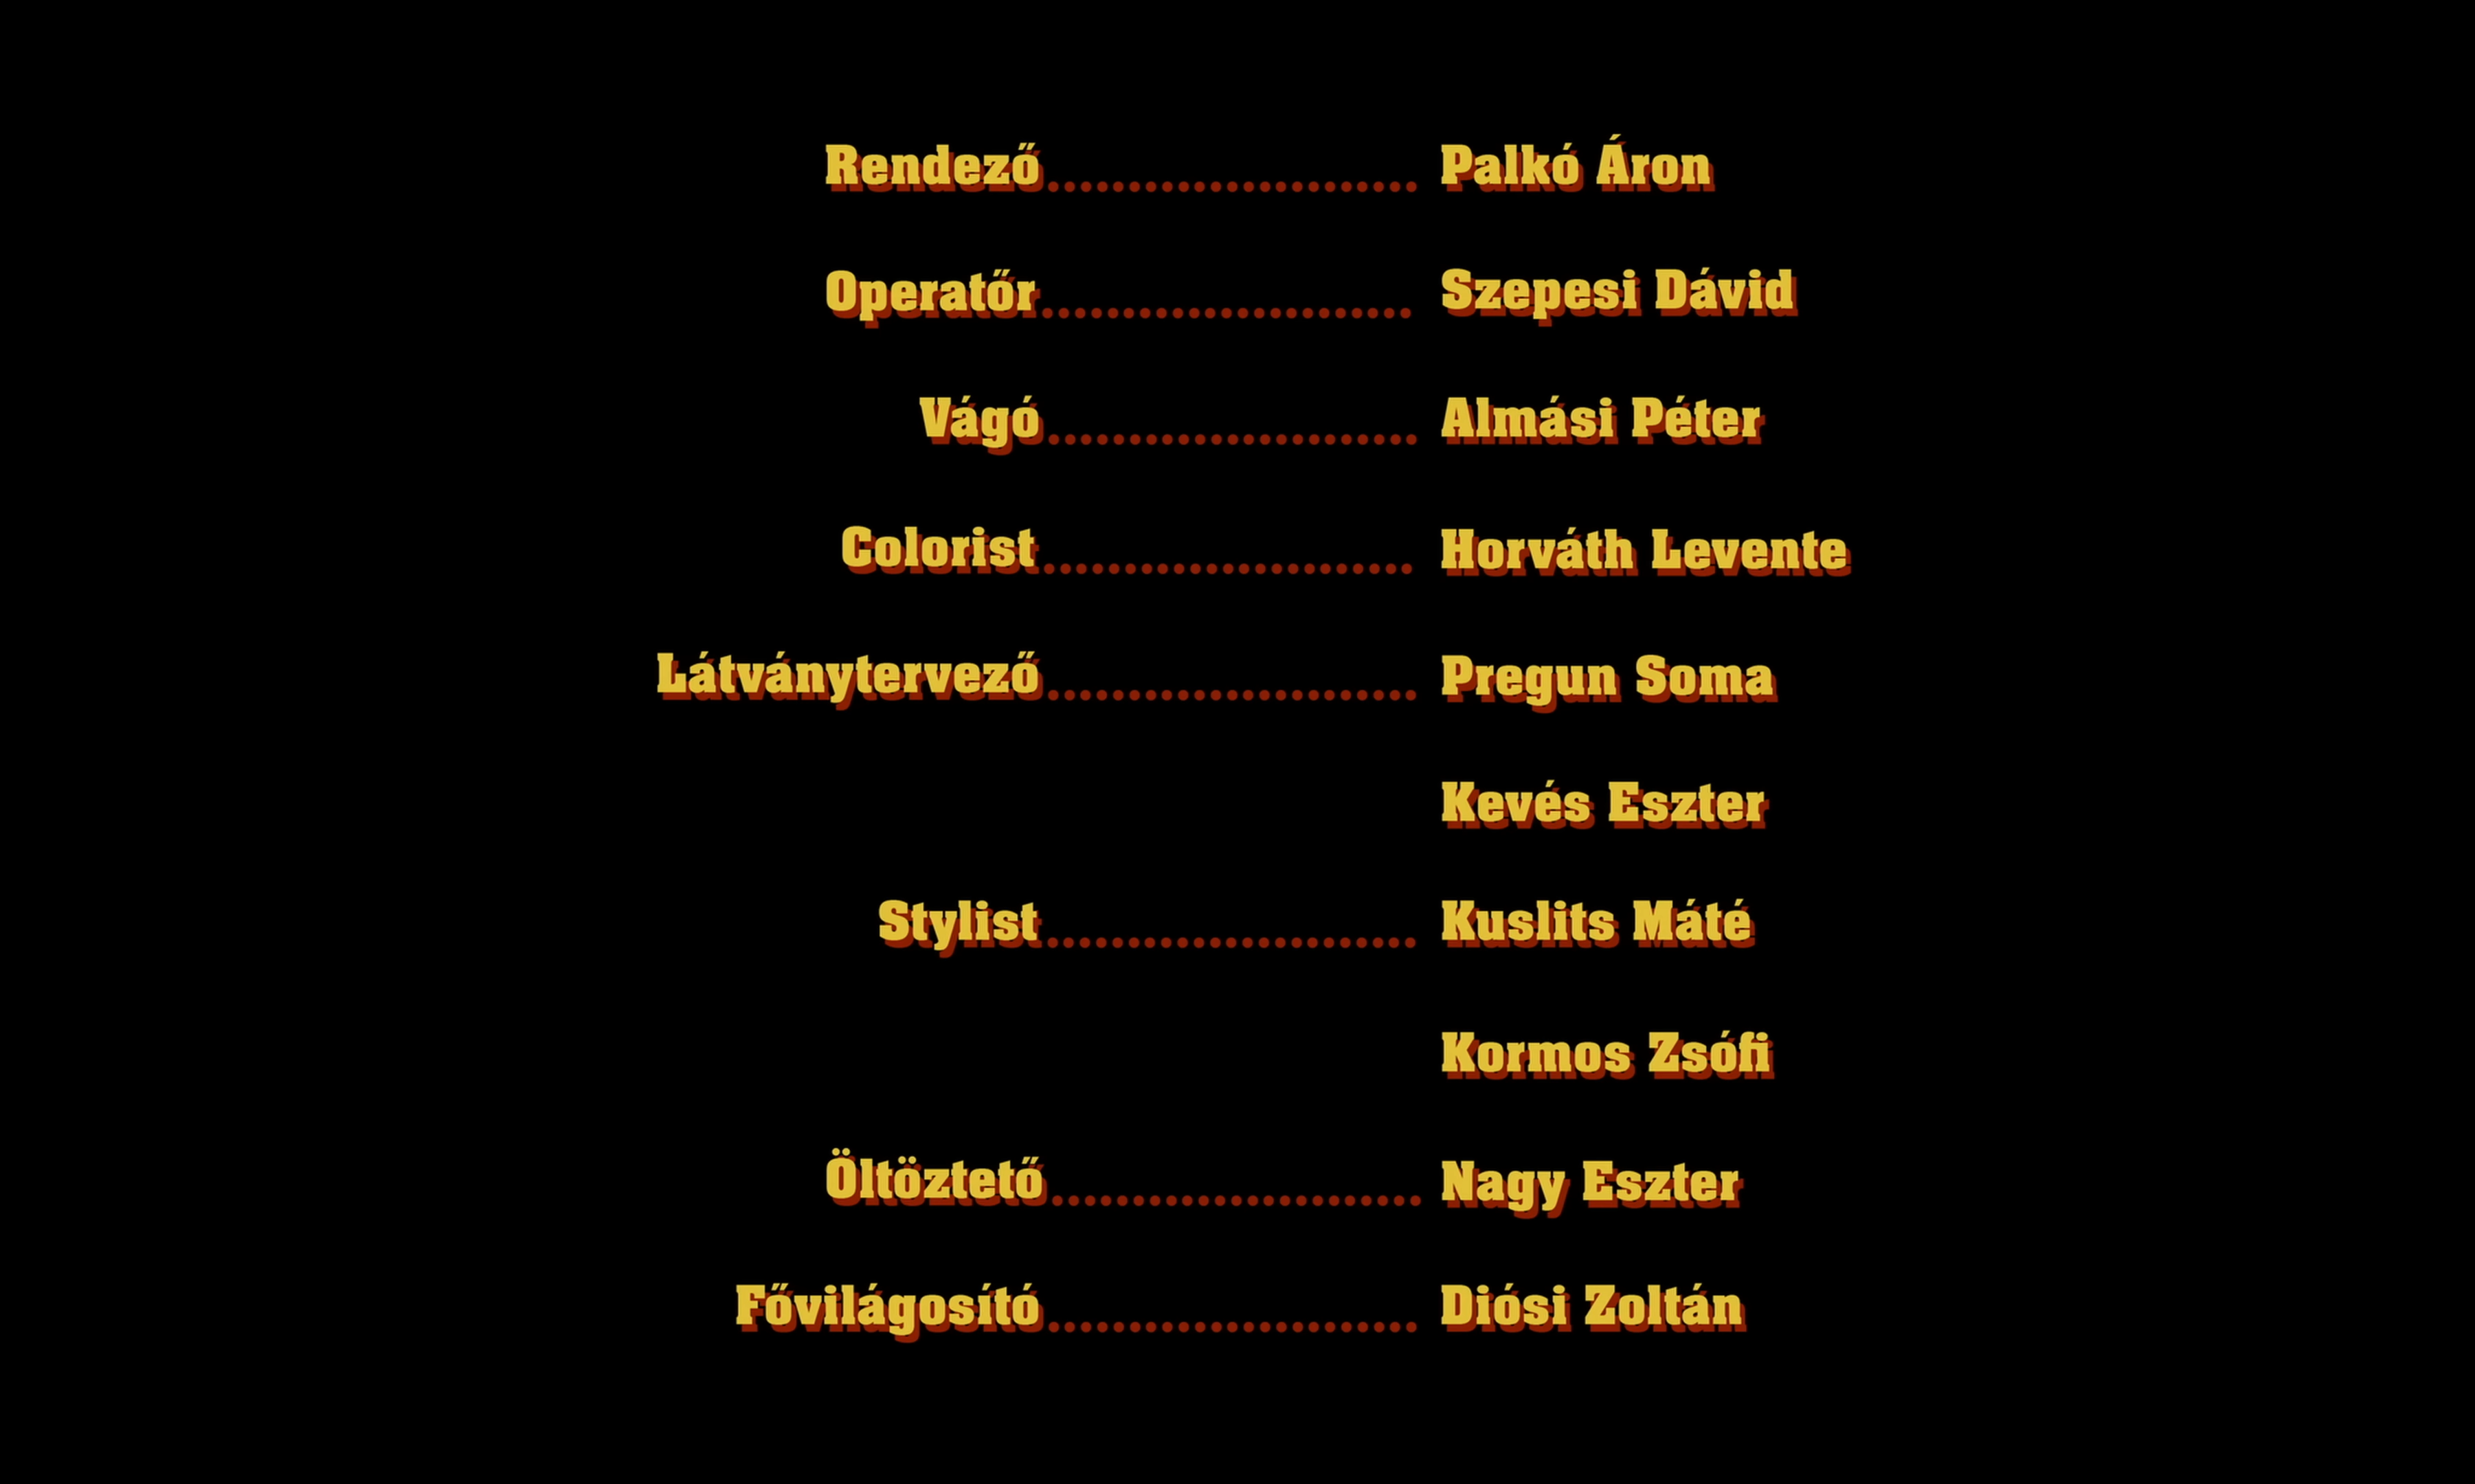 Rendező....................... Palkó Áron
Operatőr....................... Szepesi Dávid
Vágó....................... Almási Péter
Colorist....................... Horváth Levente
Látványtervező....................... Pregun Soma
Kevés Eszter
Stylist....................... Kuslits Máté
Kormos Zsófi
Öltöztető....................... Nagy Eszter
Fővilágosító....................... Diósi Zoltán